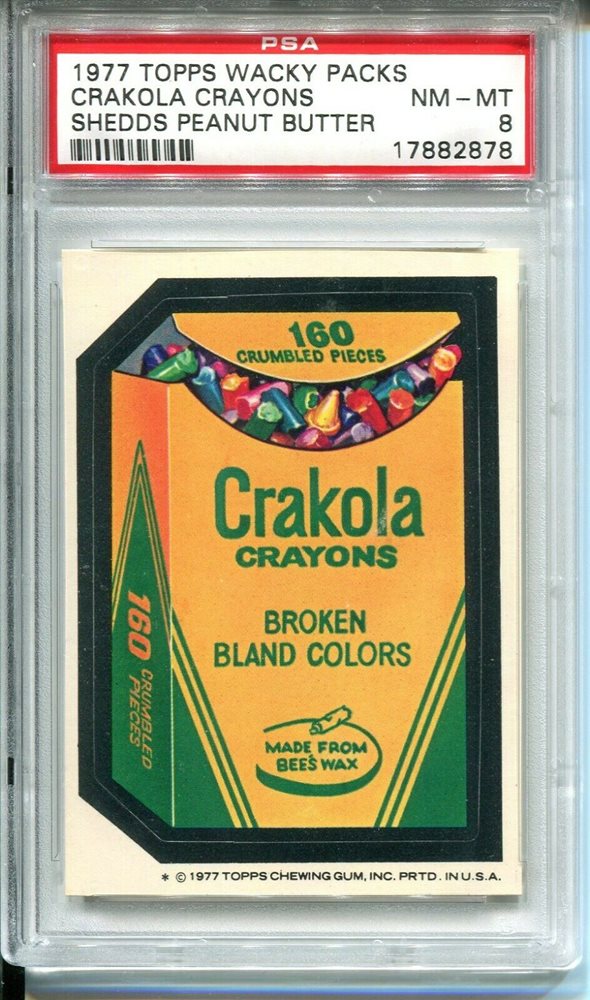 PSA
1977 TOPPS WACKY PACKS
CRAKOLA CRAYONS NM - MT
SHEDDS PEANUT BUTTER 8
17882878
160
CRUMBLED PIECES
Crakola
CRAYONS
BROKEN
BLAND COLORS
160 CRUMBLED
PIECES
MADE FROM
BEE'S WAX
* © 1977 TOPPS CHEWING GUM, INC. PRTD. IN U.S.A.